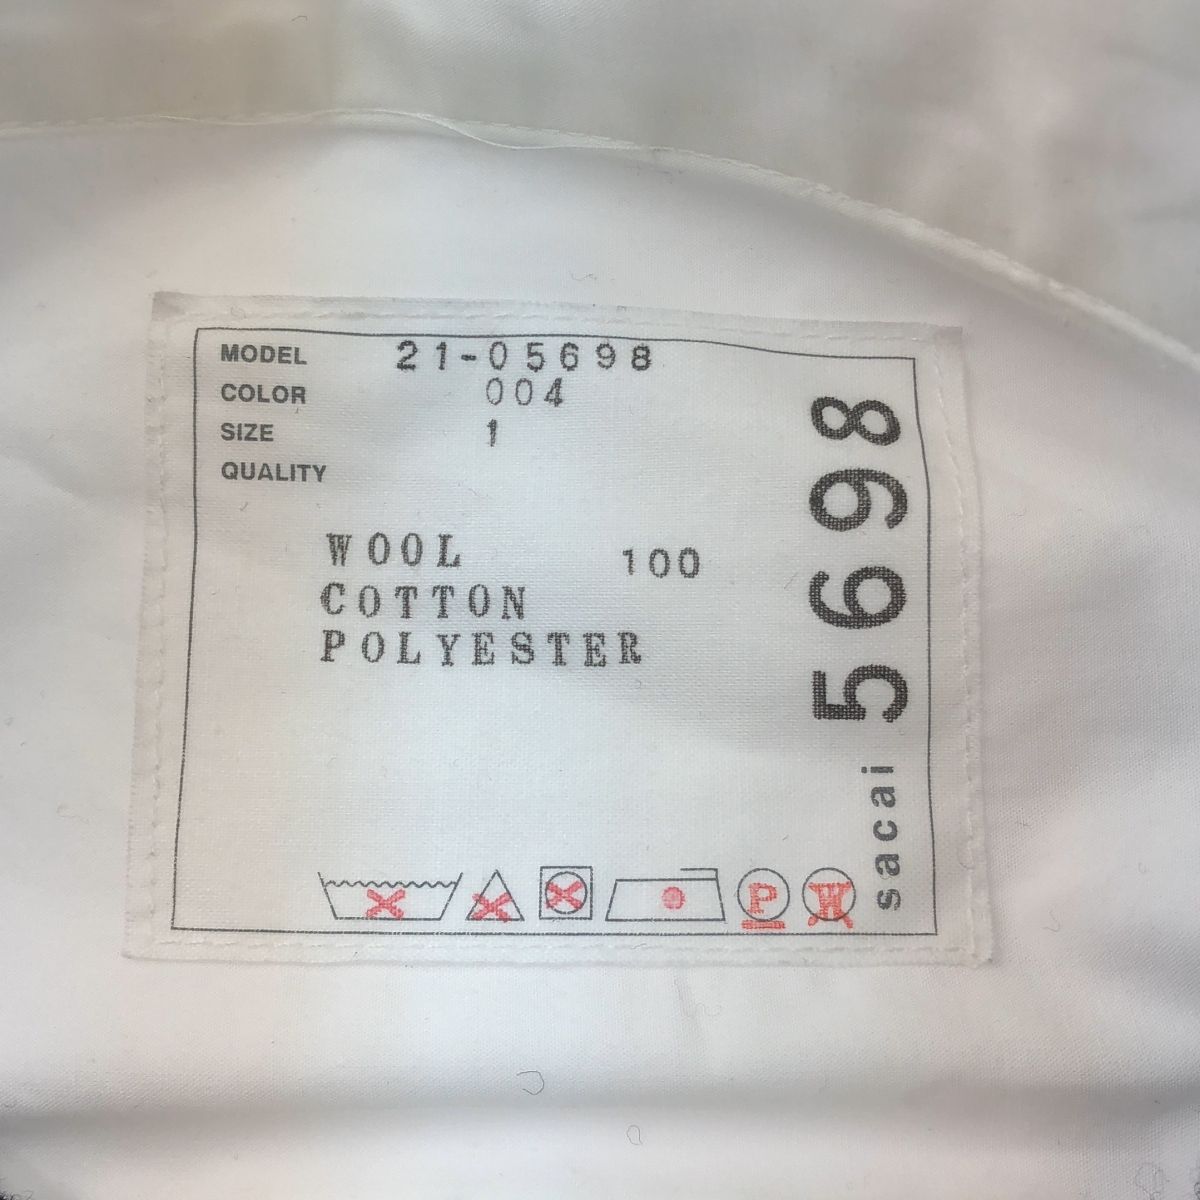 MODEL 21-05698
COLOR 004
SIZE 1
QUALITY
WOOL 100
COTTON
POLYESTER
P W
sacai 5698